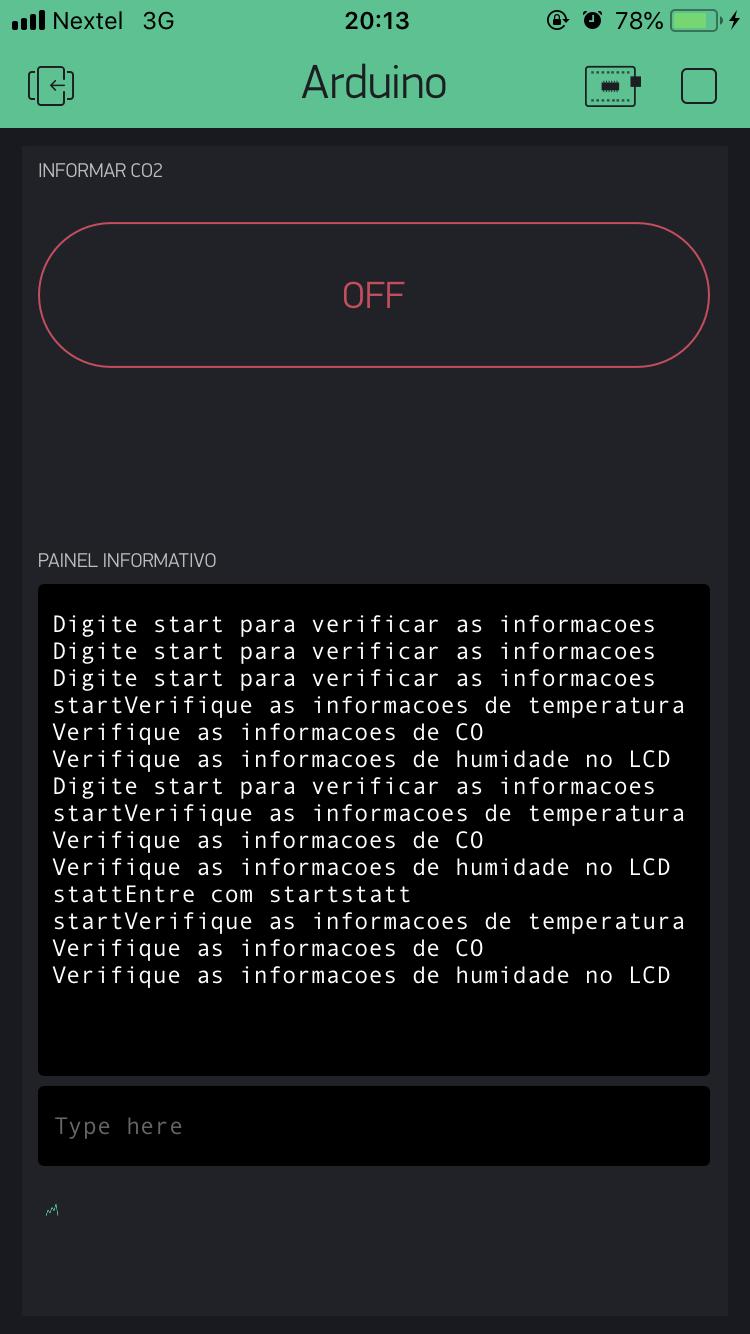 Nextel 3G 20:13 78%
Arduino
INFORMAR CO2
OFF
PAINEL INFORMATIVO
Digite start para verificar as informacoes
Digite start para verificar as informacoes
Digite start para verificar as informacoes
startVerifique as informacoes de temperatura
Verifique as informacoes de CO
Verifique as informacoes de humidade no LCD
Digite start para verificar as informacoes
startVerifique as informacoes de temperatura
Verifique as informacoes de CO
Verifique as informacoes de humidade no LCD
stattEntre com startstatt
startVerifique as informacoes de temperatura
Verifique as informacoes de CO
Verifique as informacoes de humidade no LCD
Type here